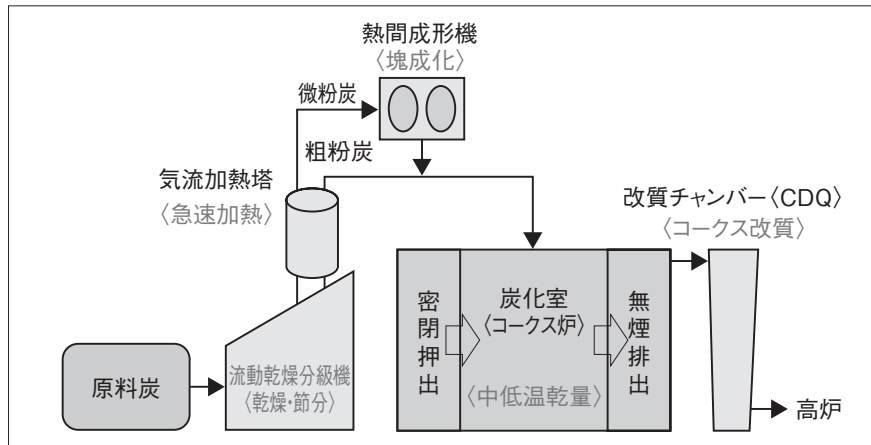 熱間成形機
〈塊成化〉
微粉炭
粗粉炭
気流加熱塔
〈急速加熱〉
改質チャンバー〈CDQ〉
〈コークス改質〉
密閉押出
炭化室
〈コークス炉〉
無煙排出
〈中低温乾量〉
原料炭
流動乾燥分級機
〈乾燥・節分〉
高炉